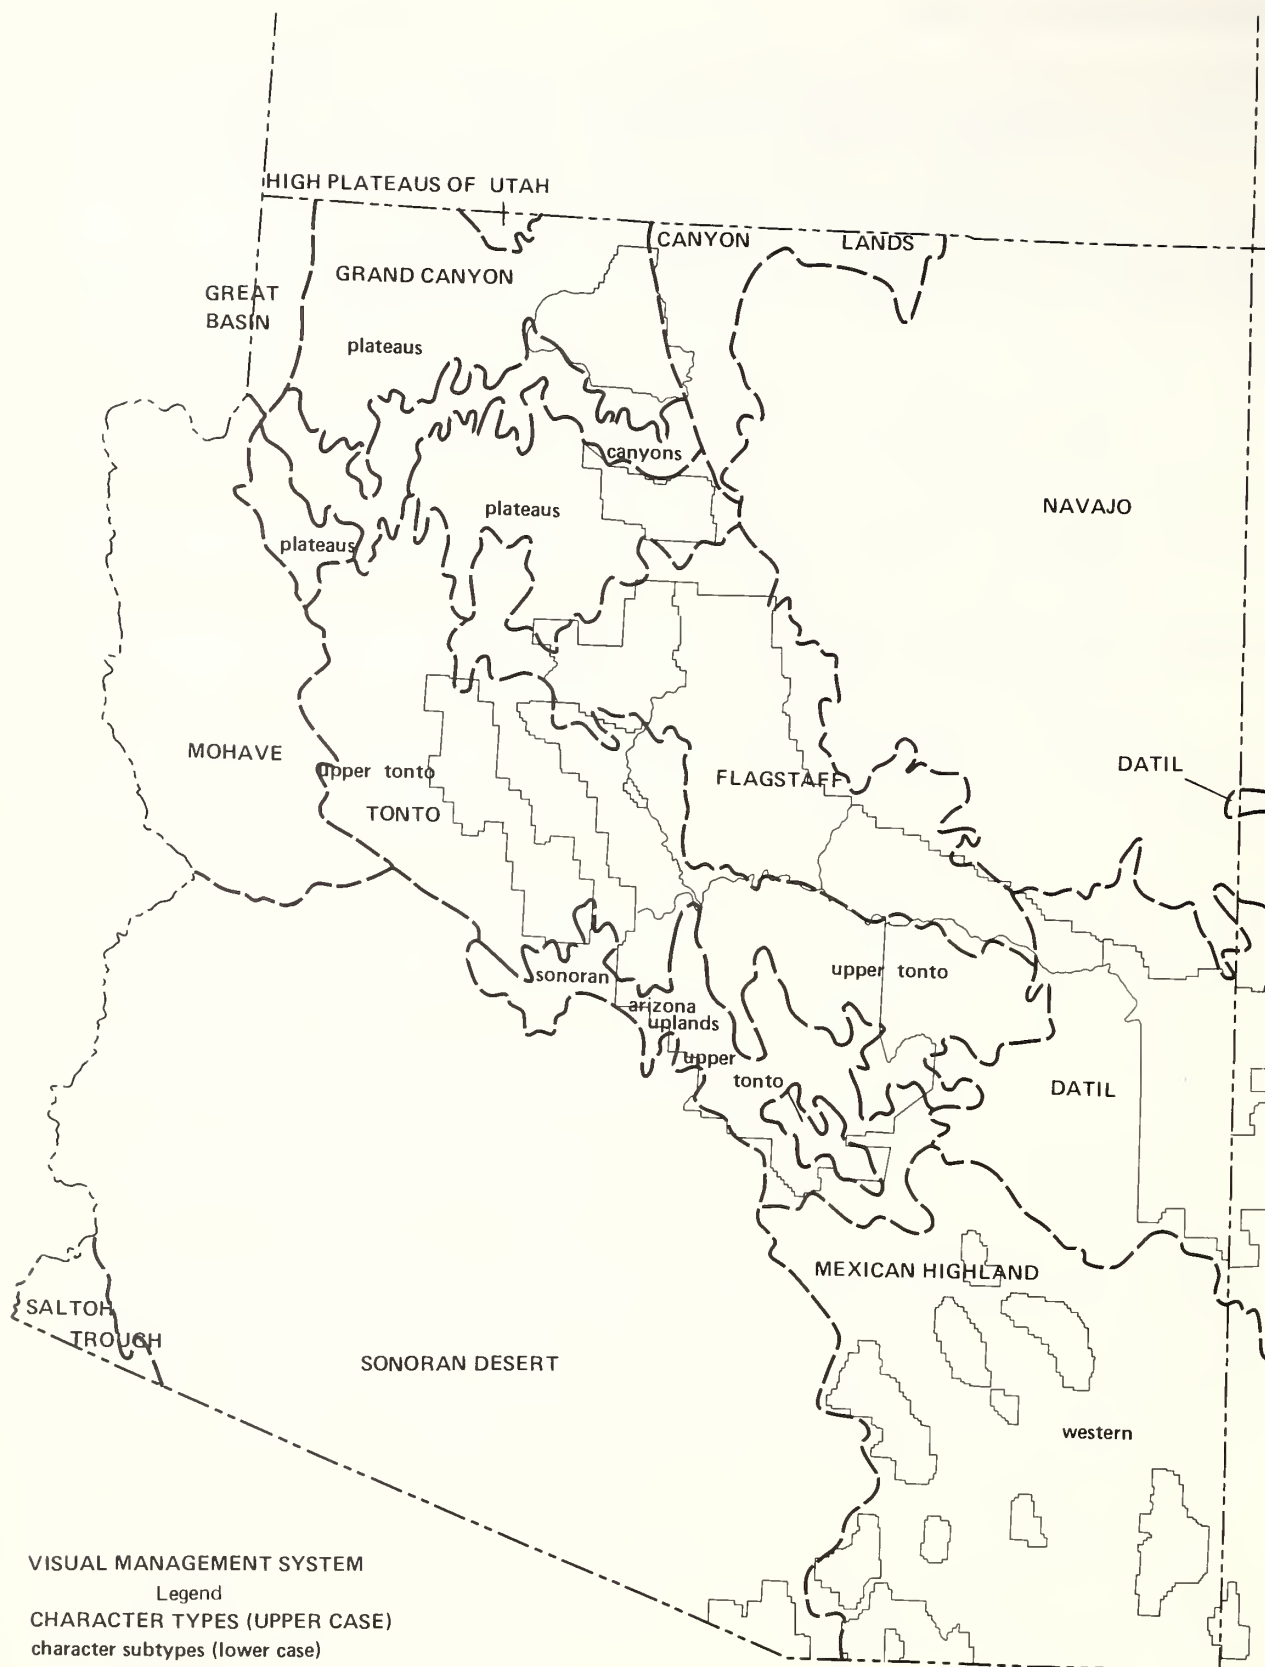 HIGH PLATEAUS OF UTAH
CANYON LANDS
GRAND CANYON
GREAT
BASIN
plateaus
canyons
plateaus
NAVAJO
plateaus
MOHAVE
upper tonto
TONTO
FLAGSTAFF
DATIL
sonoran
upper tonto
arizona
uplands
upper
tonto
DATIL
MEXICAN HIGHLAND
SALTOH
TROUGH
SONORAN DESERT
western
VISUAL MANAGEMENT SYSTEM
Legend
CHARACTER TYPES (UPPER CASE)
character subtypes (lower case)